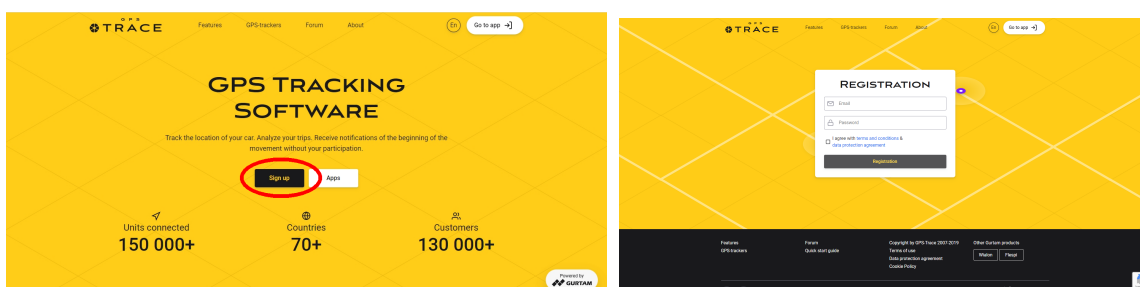 GPS
TRACE
Features GPS-trackers Forum About
En
Go to app
GPS Tracking
Software
Track the location of your car. Analyze your trips. Receive notifications of the beginning of the
movement without your participation.
Sign up
Apps
Units connected
150 000+
Countries
70+
Customers
130 000+
Powered by
GURTAM
GPS
TRACE
Features GPS-trackers Forum About
En
Go to app
Registration
Email
Password
I agree with terms and conditions &
data protection agreement
Registration
Features
GPS-trackers
Forum
Quick start guide
Copyright by GPS-Trace 2007-2019
Terms of use
Data protection agreement
Cookie Policy
Other Gurtam products
Wialon
Flespi